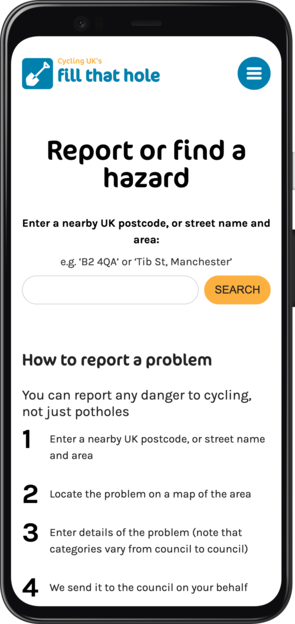 Cycling UK's
fill that hole
Report or find a
hazard
Enter a nearby UK postcode, or street name and
area:
e.g. ‘B2 4QA’ or ‘Tib St, Manchester’
SEARCH
How to report a problem
You can report any danger to cycling,
not just potholes
1 Enter a nearby UK postcode, or street name
and area
2 Locate the problem on a map of the area
3 Enter details of the problem (note that
categories vary from council to council)
4 We send it to the council on your behalf